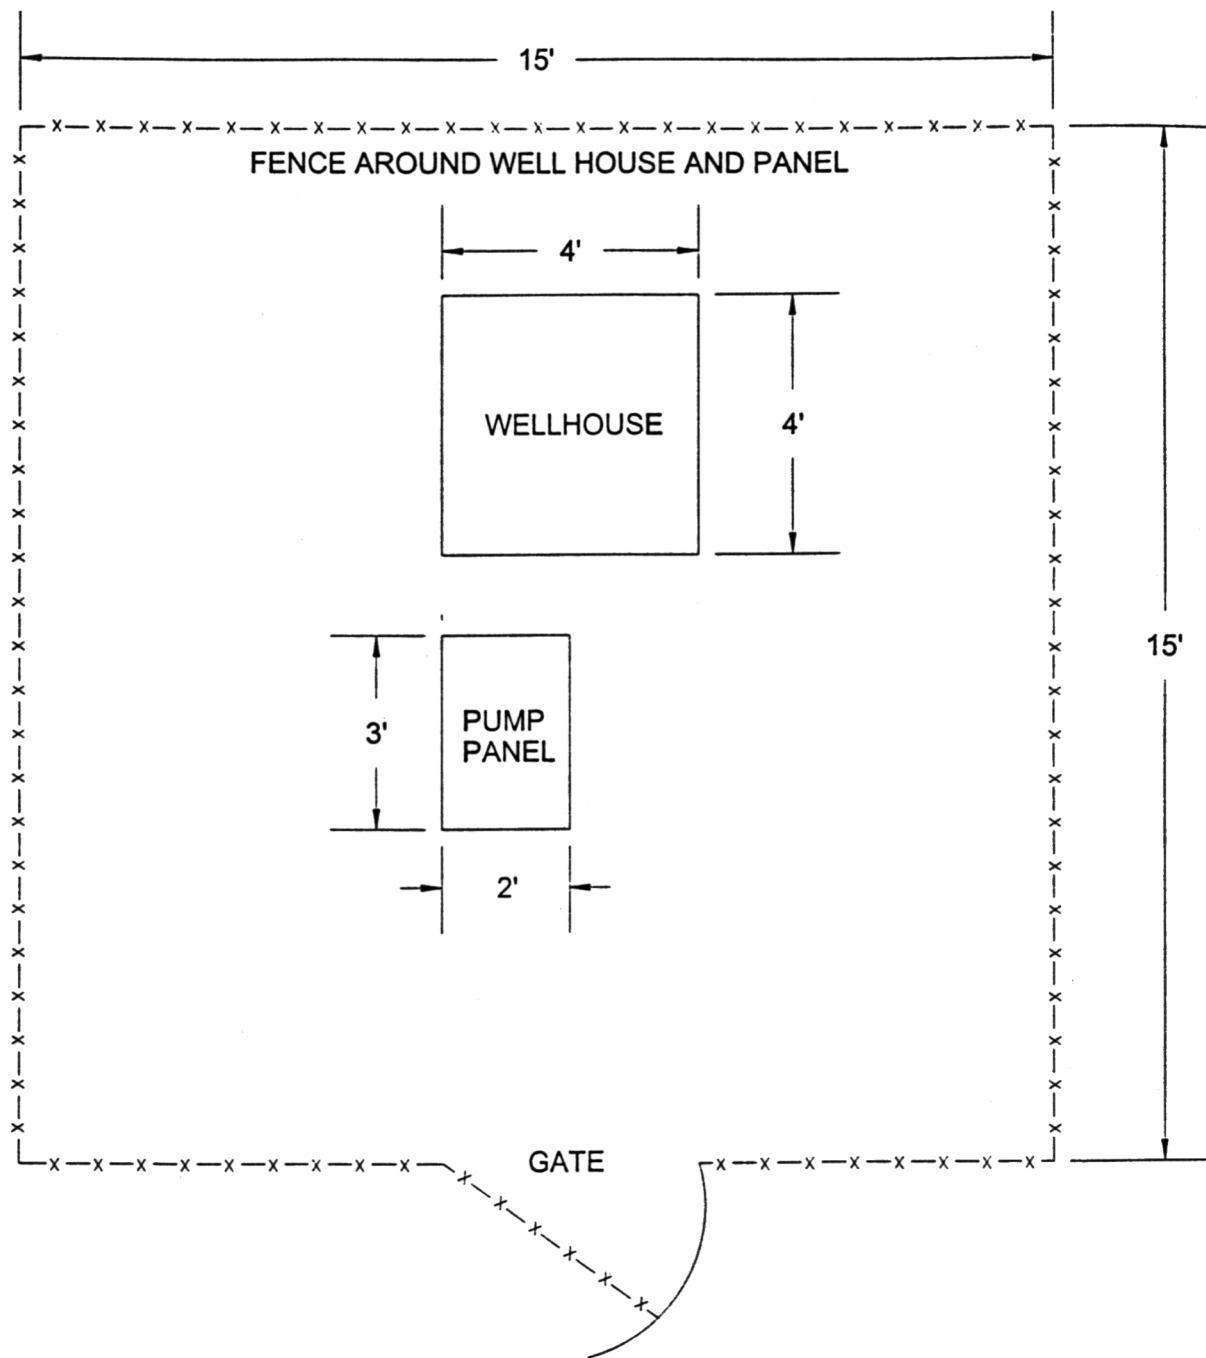 15'
FENCE AROUND WELL HOUSE AND PANEL
4'
WELLHOUSE
4'
15'
3'
PUMP
PANEL
2'
GATE